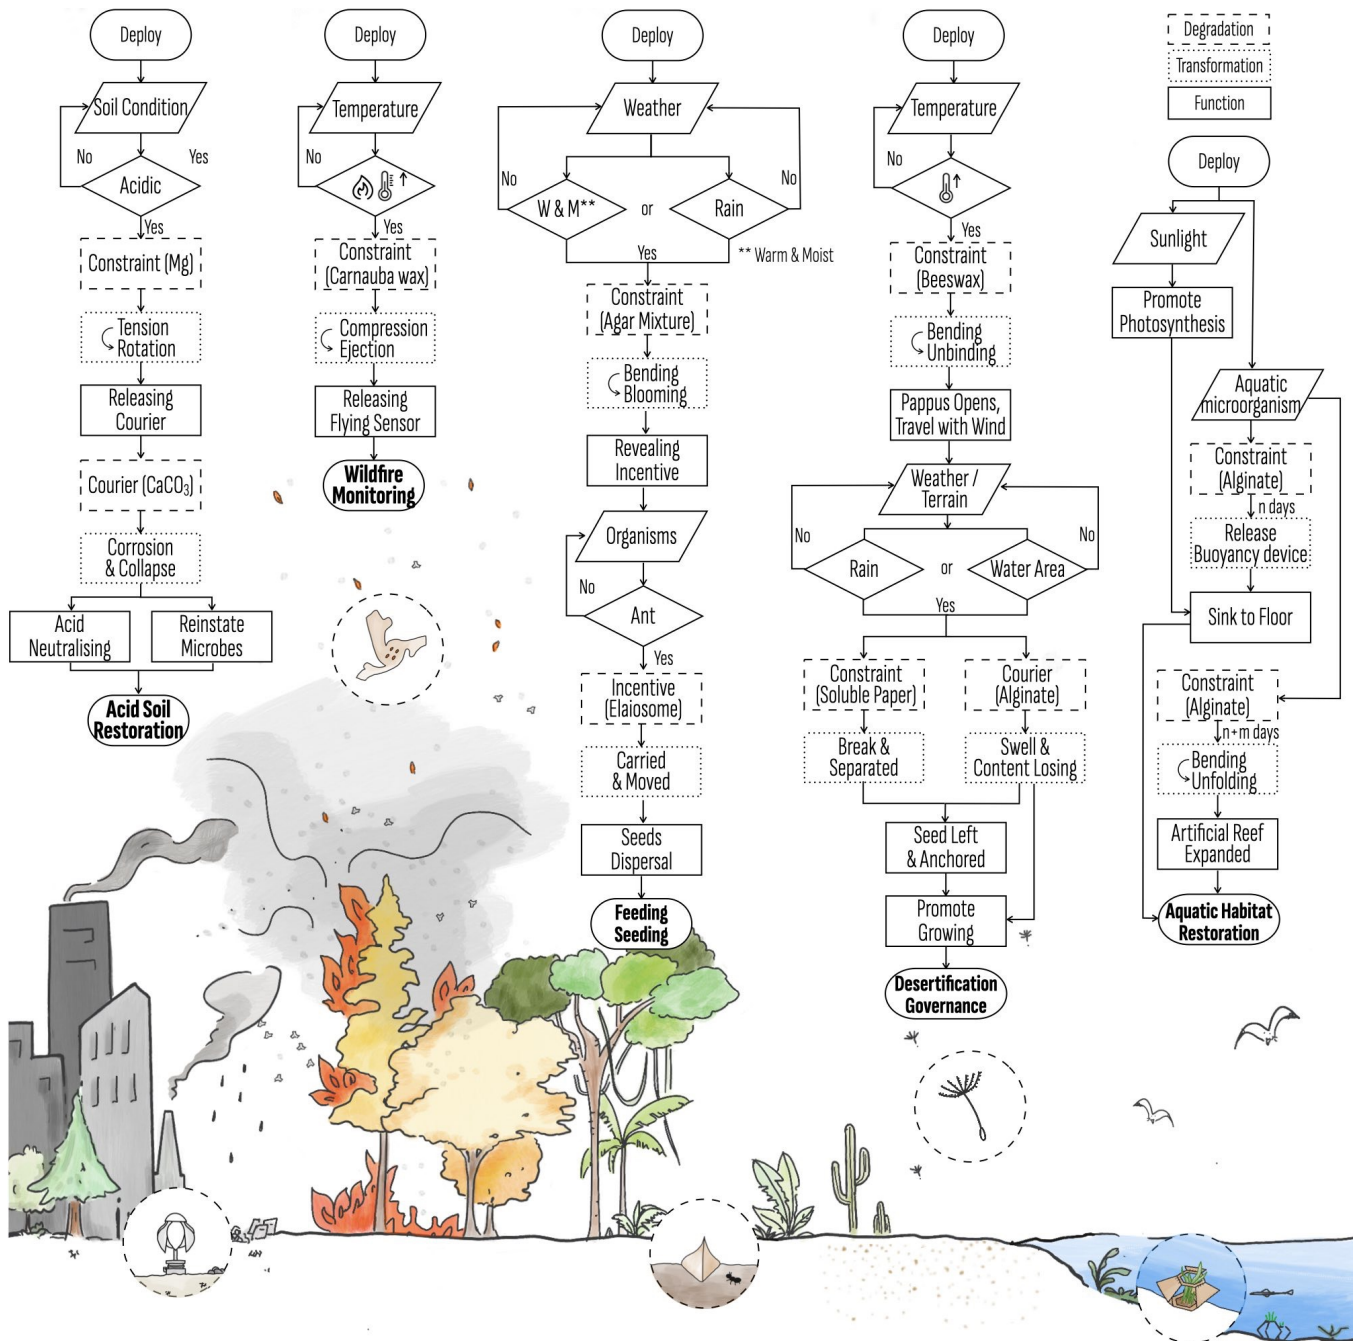 Deploy
Soil Condition
No
Yes
Acidic
Yes
Constraint (Mg)
Tension
Rotation
Releasing
Courier
Courier (CaCO₃)
Corrosion
& Collapse
Acid
Neutralising
Reinstate
Microbes
Acid Soil
Restoration
Deploy
Temperature
No
Yes
Constraint
(Carnauba wax)
Compression
Ejection
Releasing
Flying Sensor
Wildfire
Monitoring
Deploy
Weather
No
No
W & M**
or
Rain
Yes
** Warm & Moist
Constraint
(Agar Mixture)
Bending
Blooming
Revealing
Incentive
Organisms
No
Ant
Yes
Incentive
(Elaiosome)
Carried
& Moved
Seeds
Dispersal
Feeding
Seeding
Deploy
Temperature
No
Yes
Constraint
(Beeswax)
Bending
Unbinding
Pappus Opens,
Travel with Wind
Weather /
Terrain
No
No
Rain
or
Water Area
Yes
Constraint
(Soluble Paper)
Courier
(Alginate)
Break &
Separated
Swell &
Content Losing
Seed Left
& Anchored
Promote
Growing
Desertification
Governance
Degradation
Transformation
Function
Deploy
Sunlight
Promote
Photosynthesis
Aquatic
microorganism
Constraint
(Alginate)
n days
Release
Buoyancy device
Sink to Floor
Constraint
(Alginate)
n+m days
Bending
Unfolding
Artificial Reef
Expanded
Aquatic Habitat
Restoration